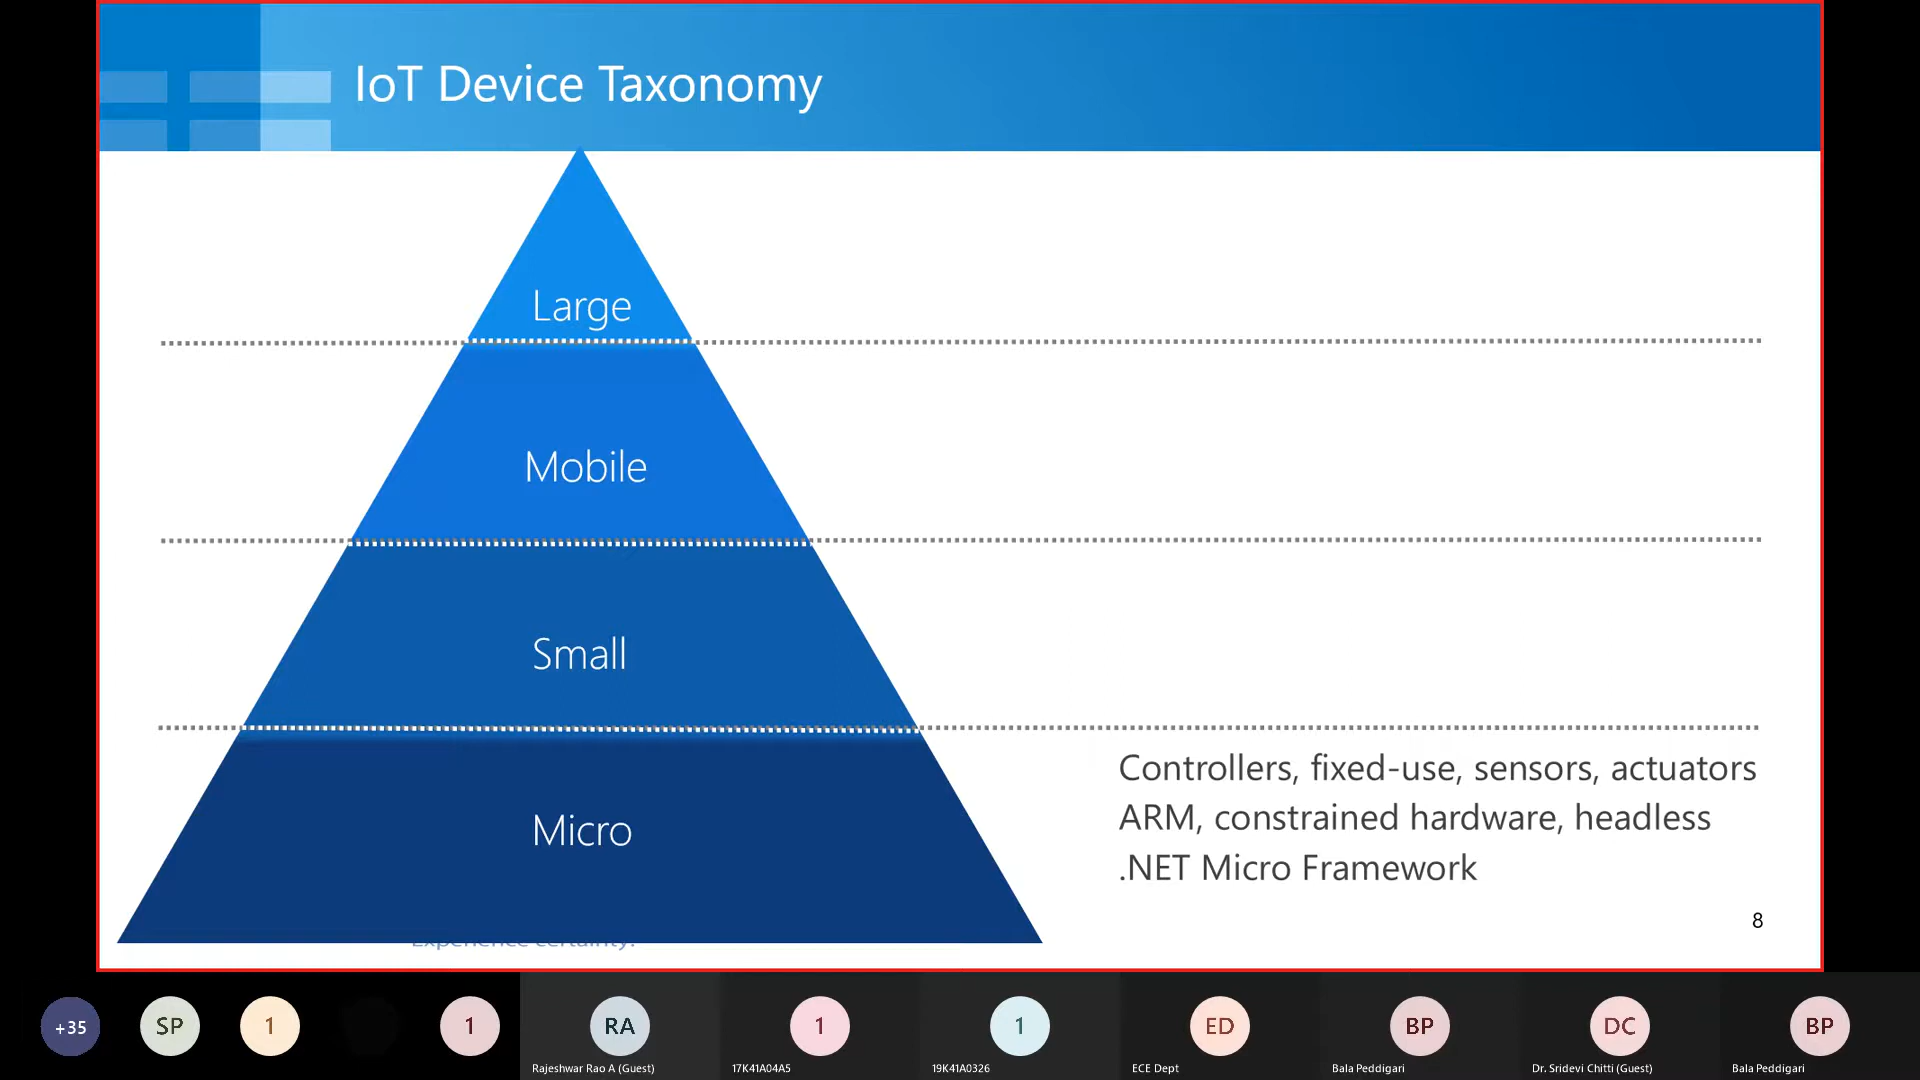 IoT Device Taxonomy
Large
Mobile
Small
Micro
Controllers, fixed-use, sensors, actuators
ARM, constrained hardware, headless
.NET Micro Framework
8
Experience certainty.
+35
SP
1
1
RA
1
1
ED
BP
DC
BP
Rajeshwar Rao A (Guest)
17K41A04A5
19K41A0326
ECE Dept
Bala Peddigari
Dr. Sridevi Chitti (Guest)
Bala Peddigari